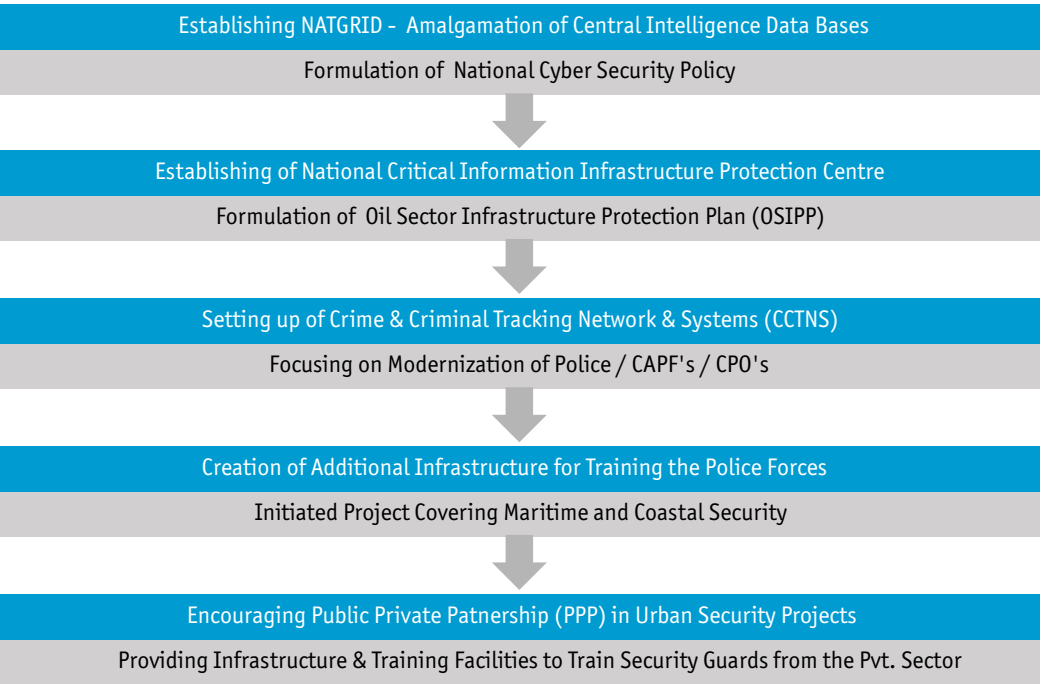 Establishing NATGRID - Amalgamation of Central Intelligence Data Bases
Formulation of National Cyber Security Policy
Establishing of National Critical Information Infrastructure Protection Centre
Formulation of Oil Sector Infrastructure Protection Plan (OSIPP)
Setting up of Crime & Criminal Tracking Network & Systems (CCTNS)
Focusing on Modernization of Police / CAPF's / CPO's
Creation of Additional Infrastructure for Training the Police Forces
Initiated Project Covering Maritime and Coastal Security
Encouraging Public Private Patnership (PPP) in Urban Security Projects
Providing Infrastructure & Training Facilities to Train Security Guards from the Pvt. Sector